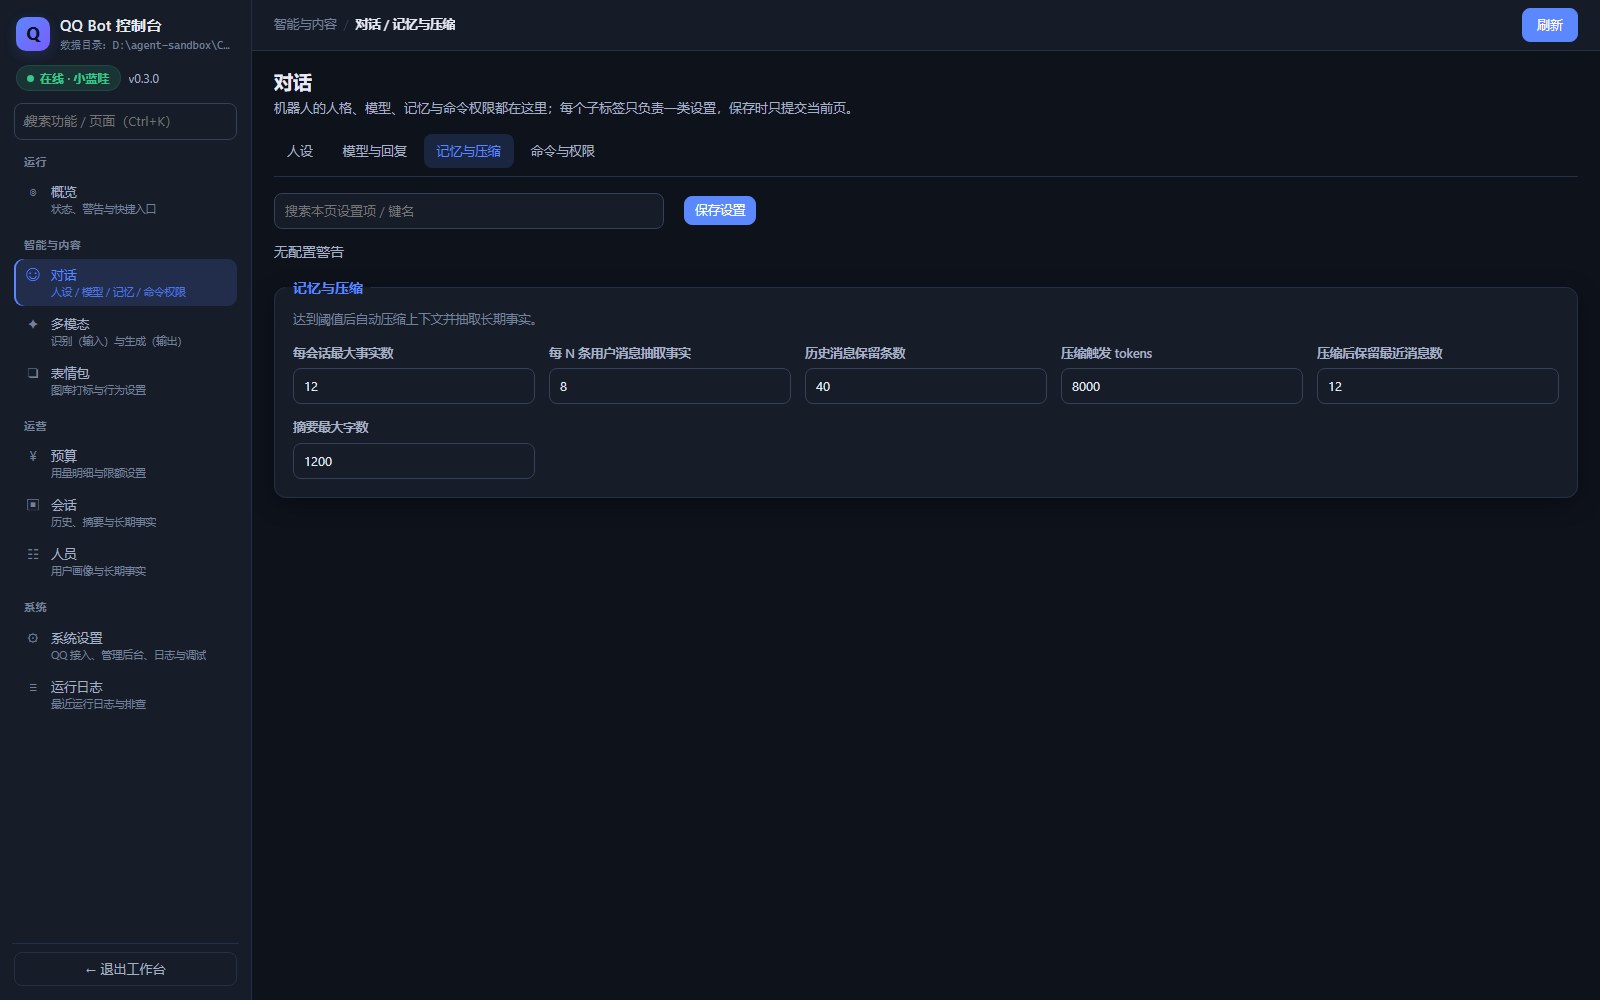 Q
QQ Bot 控制台
数据目录: D:\agent-sandbox\C…
在线 · 小蓝哇
v0.3.0
搜索功能 / 页面（Ctrl+K）
运行
概览
状态、警告与快捷入口
智能与内容
对话
人设 / 模型 / 记忆 / 命令权限
多模态
识别（输入）与生成（输出）
表情包
图库打标与行为设置
运营
¥ 预算
用量明细与限额设置
会话
历史、摘要与长期事实
人员
用户画像与长期事实
系统
系统设置
QQ 接入、管理后台、日志与调试
运行日志
最近运行日志与排查
← 退出工作台
智能与内容 / 对话 / 记忆与压缩
刷新
对话
机器人的人格、模型、记忆与命令权限都在这里；每个子标签只负责一类设置，保存时只提交当前页。
人设 模型与回复 记忆与压缩 命令与权限
搜索本页设置项 / 键名
保存设置
无配置警告
记忆与压缩
达到阈值后自动压缩上下文并抽取长期事实。
每会话最大事实数 每 N 条用户消息抽取事实 历史消息保留条数 压缩触发 tokens 压缩后保留最近消息数
12 8 40 8000 12
摘要最大字数
1200